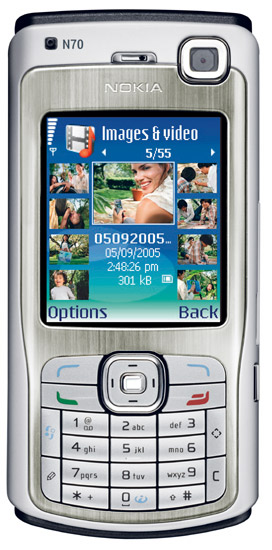 N70
NOKIA
Images & video
5/55
05092005...
05/09/2005
2:48:26 pm
301 kB
Options Back
1 2 abc def 3
4 ghi 5 jkl mno 6
7 pqrs 8 tuv wxyz 9 C
* + 0 ⇧ #